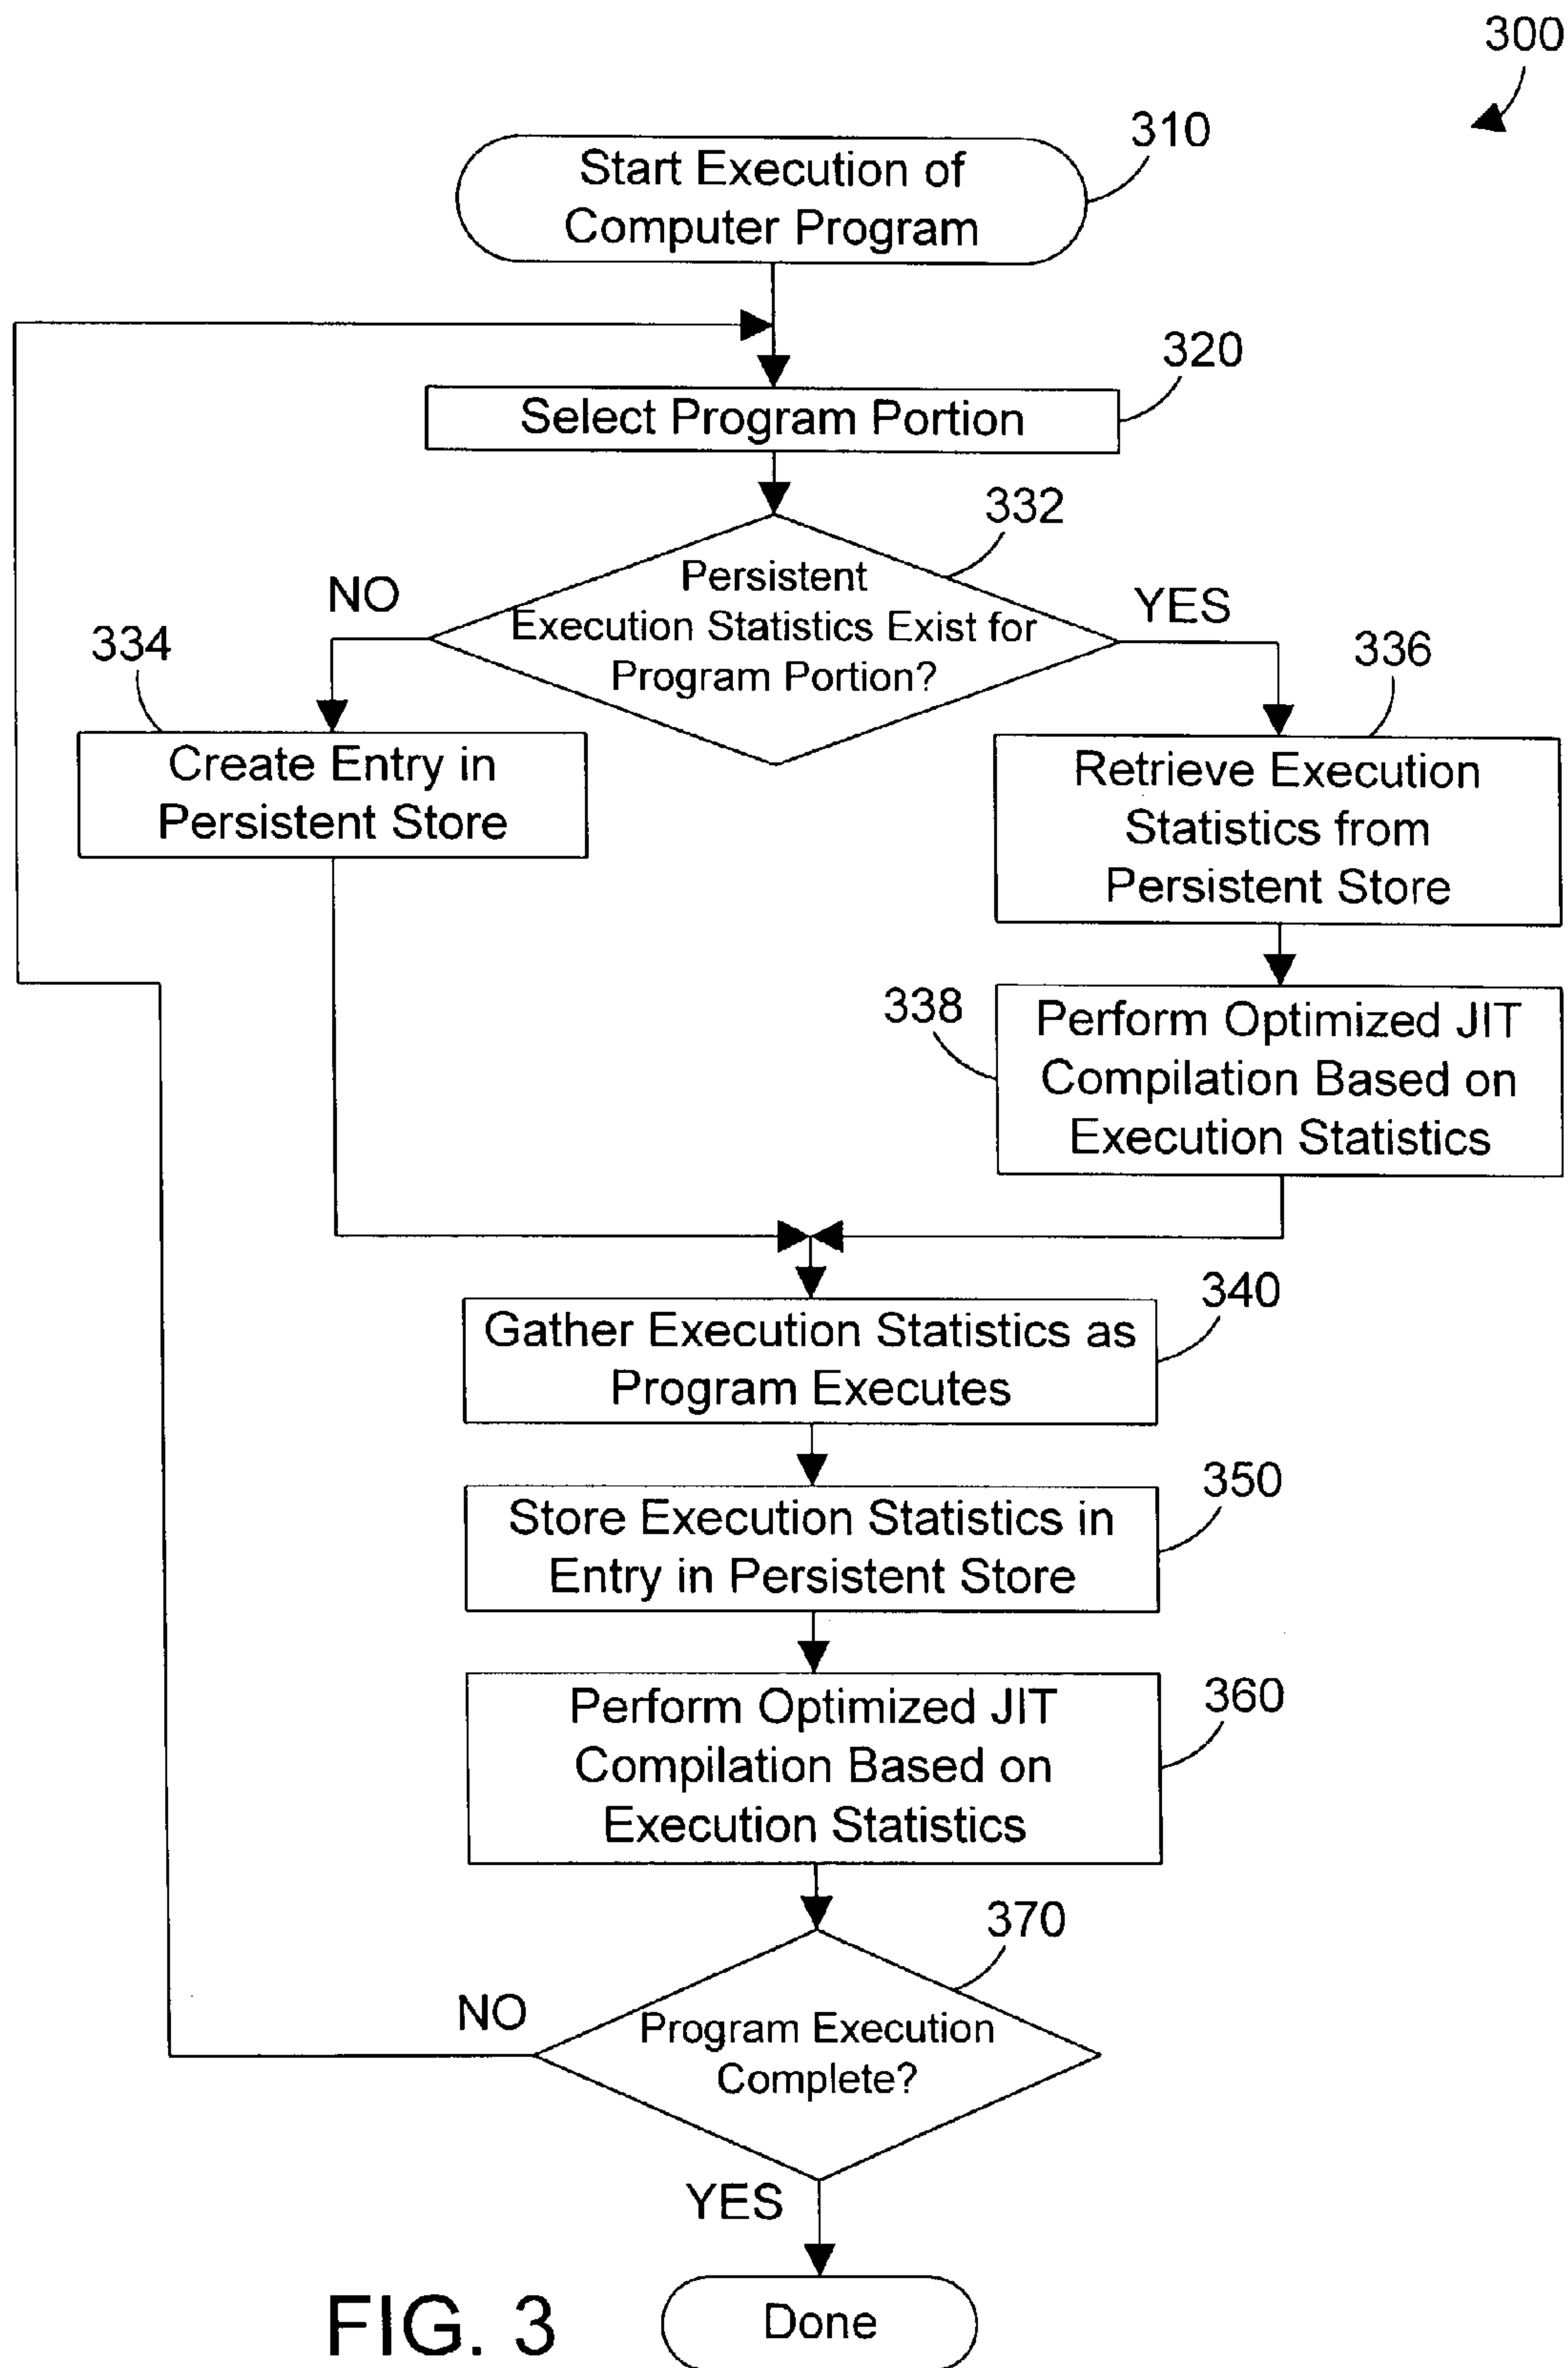 300
310
Start Execution of
Computer Program
320
Select Program Portion
332
Persistent
Execution Statistics Exist for
Program Portion?
NO
YES
334
Create Entry in
Persistent Store
336
Retrieve Execution
Statistics from
Persistent Store
338
Perform Optimized JIT
Compilation Based on
Execution Statistics
340
Gather Execution Statistics as
Program Executes
350
Store Execution Statistics in
Entry in Persistent Store
360
Perform Optimized JIT
Compilation Based on
Execution Statistics
370
NO
Program Execution
Complete?
YES
Done
FIG. 3